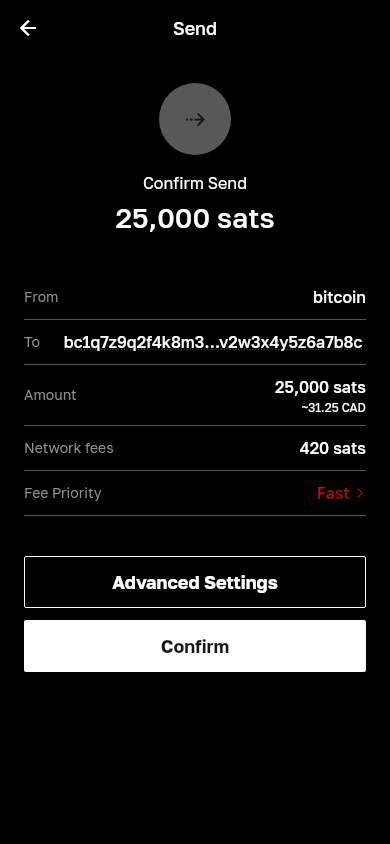 Send
Confirm Send
25,000 sats
From bitcoin
To bc1q7z9q2f4k8m3...v2w3x4y5z6a7b8c
Amount 25,000 sats
~31.25 CAD
Network fees 420 sats
Fee Priority Fast
Advanced Settings
Confirm